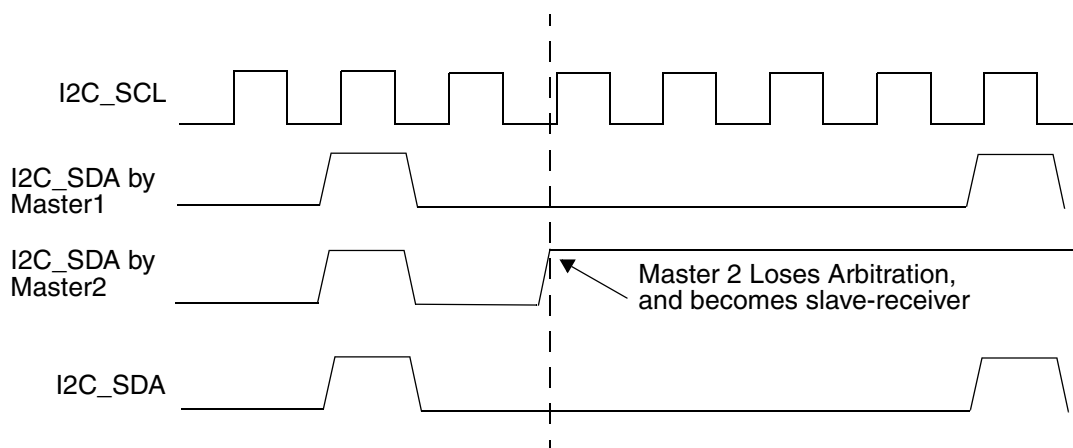 I2C_SCL
I2C_SDA by
Master1
I2C_SDA by
Master2
Master 2 Loses Arbitration,
and becomes slave-receiver
I2C_SDA